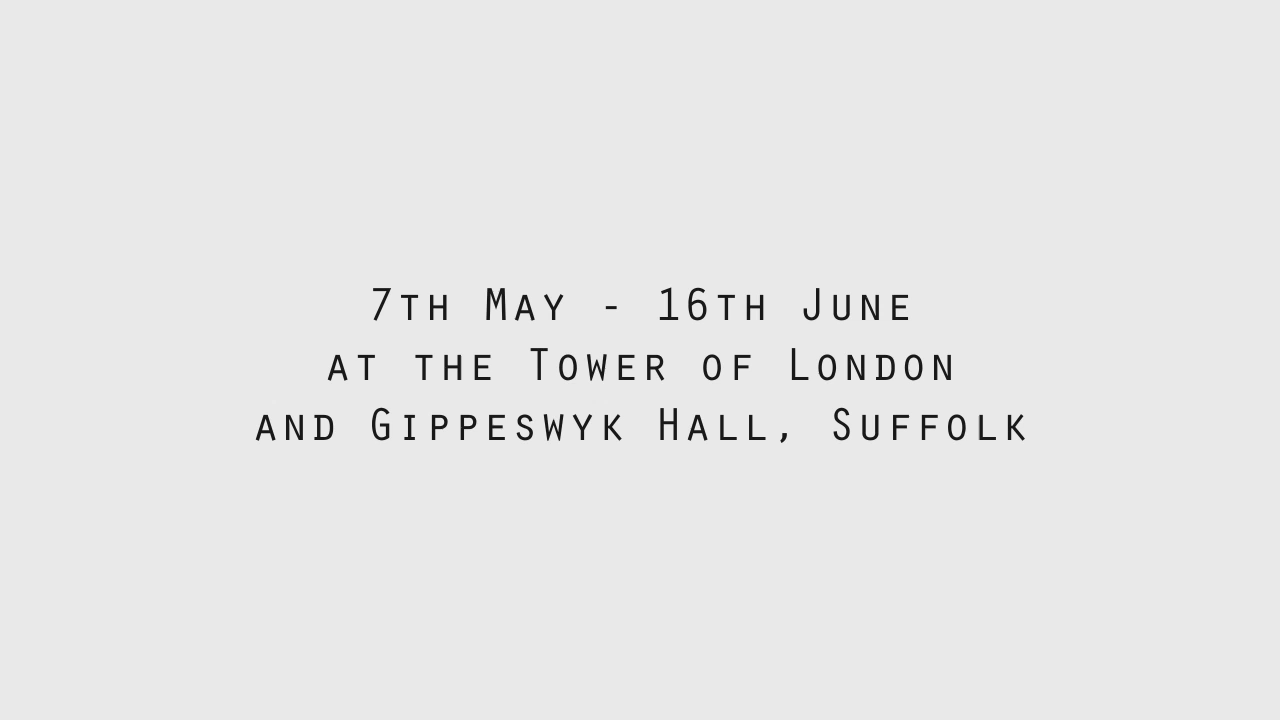 7th May - 16th June
at the Tower of London
and Gippeswyk Hall, Suffolk